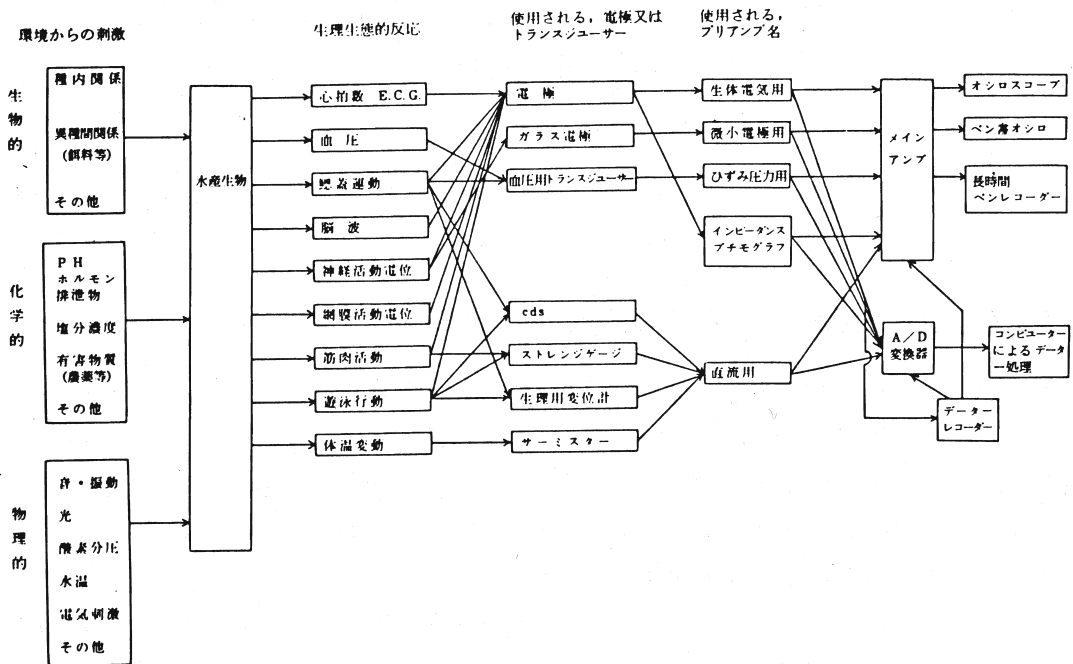 環境からの刺激
生理生態的反応
使用される,電極又は
トランスジューサー
使用される,
プリアンプ名
生物的
種内関係
異種間関係
(餌料等)
その他
化学的
PH
ホルモン
排泄物
塩分濃度
有害物質
(農薬等)
その他
物理的
音・振動
光
酸素分圧
水温
電気刺激
その他
水産生物
心拍数 E.C.G.
血圧
鰓蓋運動
脳波
神経活動電位
網膜活動電位
筋肉活動
遊泳行動
体温変動
電極
ガラス電極
血圧用トランスジューサー
cds
ストレンゲージ
生理用変位計
サーミスター
生体電気用
微小電極用
ひずみ圧力用
インピーダンス
プチモグラフ
直流用
メイン
アンプ
A/D
変換器
データー
レコーダー
オシロスコープ
ペン書オシロ
長時間
ペンレコーダー
コンピューター
によるデータ
ー処理